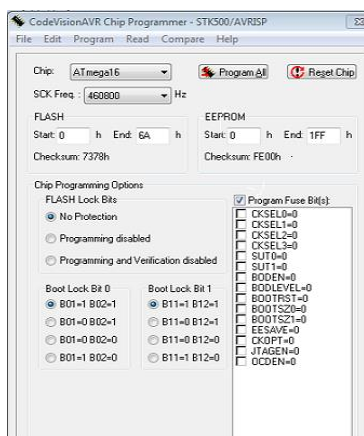 CodeVisionAVR Chip Programmer - STK500/AVRISP
File Edit Program Read Compare Help
Chip: ATmega16 Program All Reset Chip
SCK Freq.: 460800 Hz
FLASH EEPROM
Start: 0 h End: 6A h Start: 0 h End: 1FF h
Checksum: 7378h Checksum: FE00h
Chip Programming Options
FLASH Lock Bits
No Protection
Programming disabled
Programming and Verification disabled
Boot Lock Bit 0
B01=1 B02=1
B01=0 B02=1
B01=0 B02=0
B01=1 B02=0
Boot Lock Bit 1
B11=1 B12=1
B11=0 B12=1
B11=0 B12=0
B11=1 B12=0
Program Fuse Bit(s):
CKSEL0=0
CKSEL1=0
CKSEL2=0
CKSEL3=0
SUT0=0
SUT1=0
BODEN=0
BODLEVEL=0
BOOTRST=0
BOOTSZ0=0
BOOTSZ1=0
EESAVE=0
CKOPT=0
JTAGEN=0
OCDEN=0